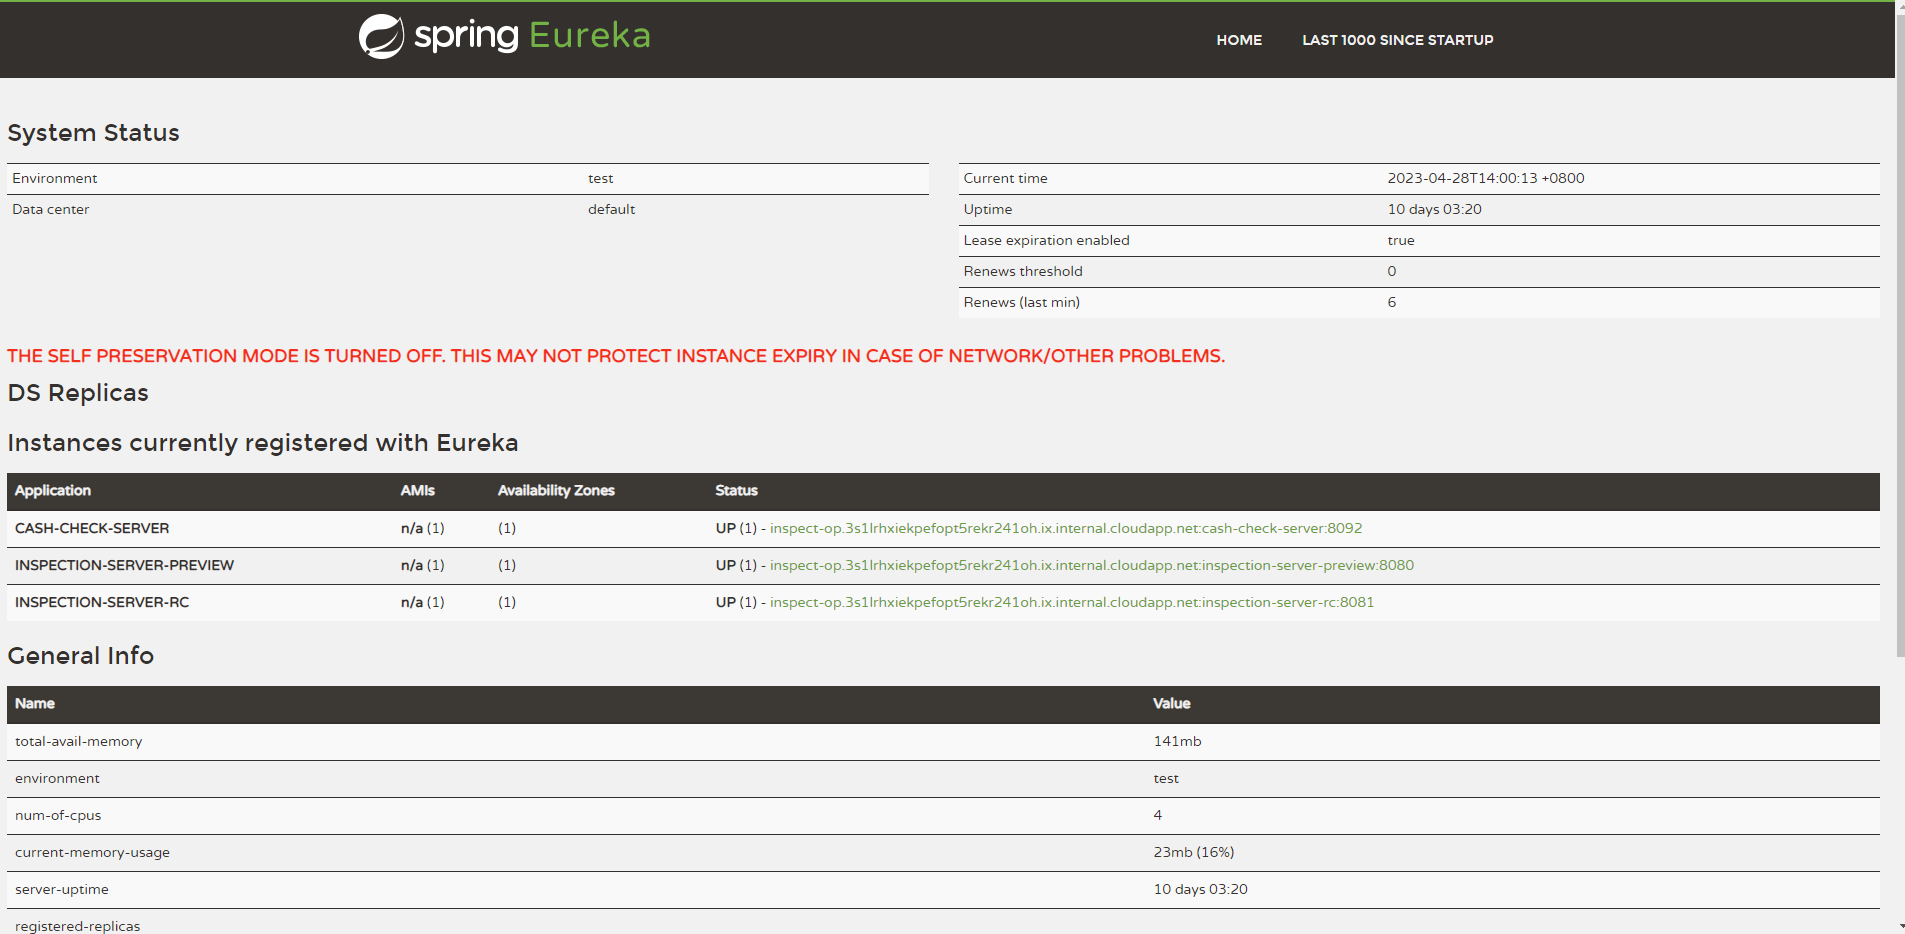 spring Eureka
HOME LAST 1000 SINCE STARTUP
System Status
Environment test
Data center default
Current time 2023-04-28T14:00:13 +0800
Uptime 10 days 03:20
Lease expiration enabled true
Renews threshold 0
Renews (last min) 6
THE SELF PRESERVATION MODE IS TURNED OFF. THIS MAY NOT PROTECT INSTANCE EXPIRY IN CASE OF NETWORK/OTHER PROBLEMS.
DS Replicas
Instances currently registered with Eureka
Application AMIs Availability Zones Status
CASH-CHECK-SERVER n/a (1) (1) UP (1) - inspect-op.3s1lrhxiekpefopt5rekr241oh.ix.internal.cloudapp.net:cash-check-server:8092
INSPECTION-SERVER-PREVIEW n/a (1) (1) UP (1) - inspect-op.3s1lrhxiekpefopt5rekr241oh.ix.internal.cloudapp.net:inspection-server-preview:8080
INSPECTION-SERVER-RC n/a (1) (1) UP (1) - inspect-op.3s1lrhxiekpefopt5rekr241oh.ix.internal.cloudapp.net:inspection-server-rc:8081
General Info
Name Value
total-avail-memory 141mb
environment test
num-of-cpus 4
current-memory-usage 23mb (16%)
server-uptime 10 days 03:20
registered-replicas